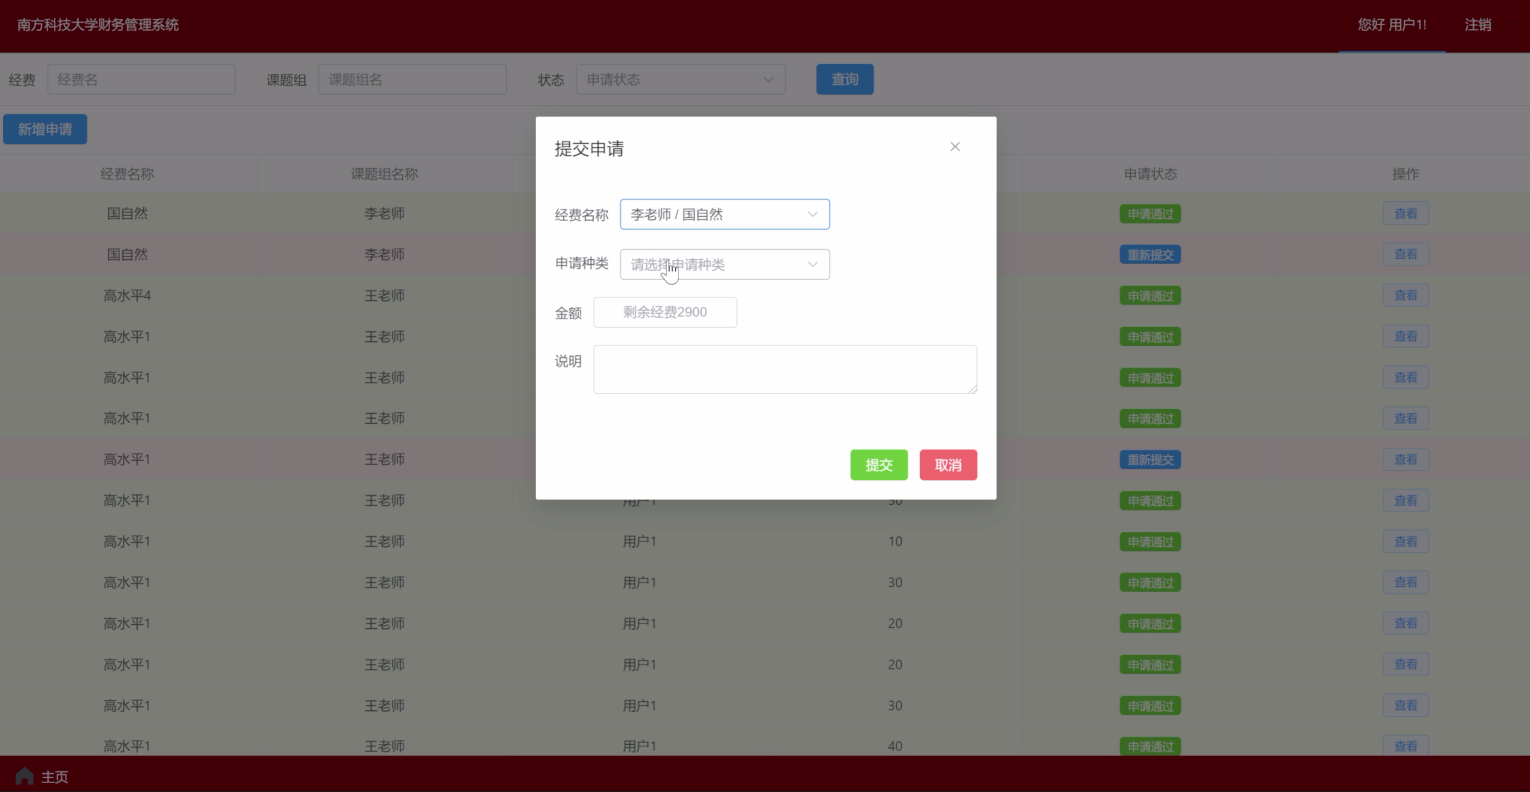 南方科技大学财务管理系统 您好 用户1! 注销
经费 经费名 课题组 课题组名 状态 申请状态 查询
新增申请
提交申请
经费名称 课题组名称 申请状态 操作
国自然 李老师 申请通过 查看
经费名称 李老师 / 国自然
国自然 李老师 重新提交 查看
申请种类 请选择申请种类
高水平4 王老师 申请通过 查看
金额 剩余经费2900
高水平1 王老师 申请通过 查看
说明
高水平1 王老师 申请通过 查看
高水平1 王老师 申请通过 查看
高水平1 王老师 重新提交 查看
提交 取消
高水平1 王老师 用户1 50 申请通过 查看
高水平1 王老师 用户1 10 申请通过 查看
高水平1 王老师 用户1 30 申请通过 查看
高水平1 王老师 用户1 20 申请通过 查看
高水平1 王老师 用户1 20 申请通过 查看
高水平1 王老师 用户1 30 申请通过 查看
高水平1 王老师 用户1 40 申请通过 查看
主页